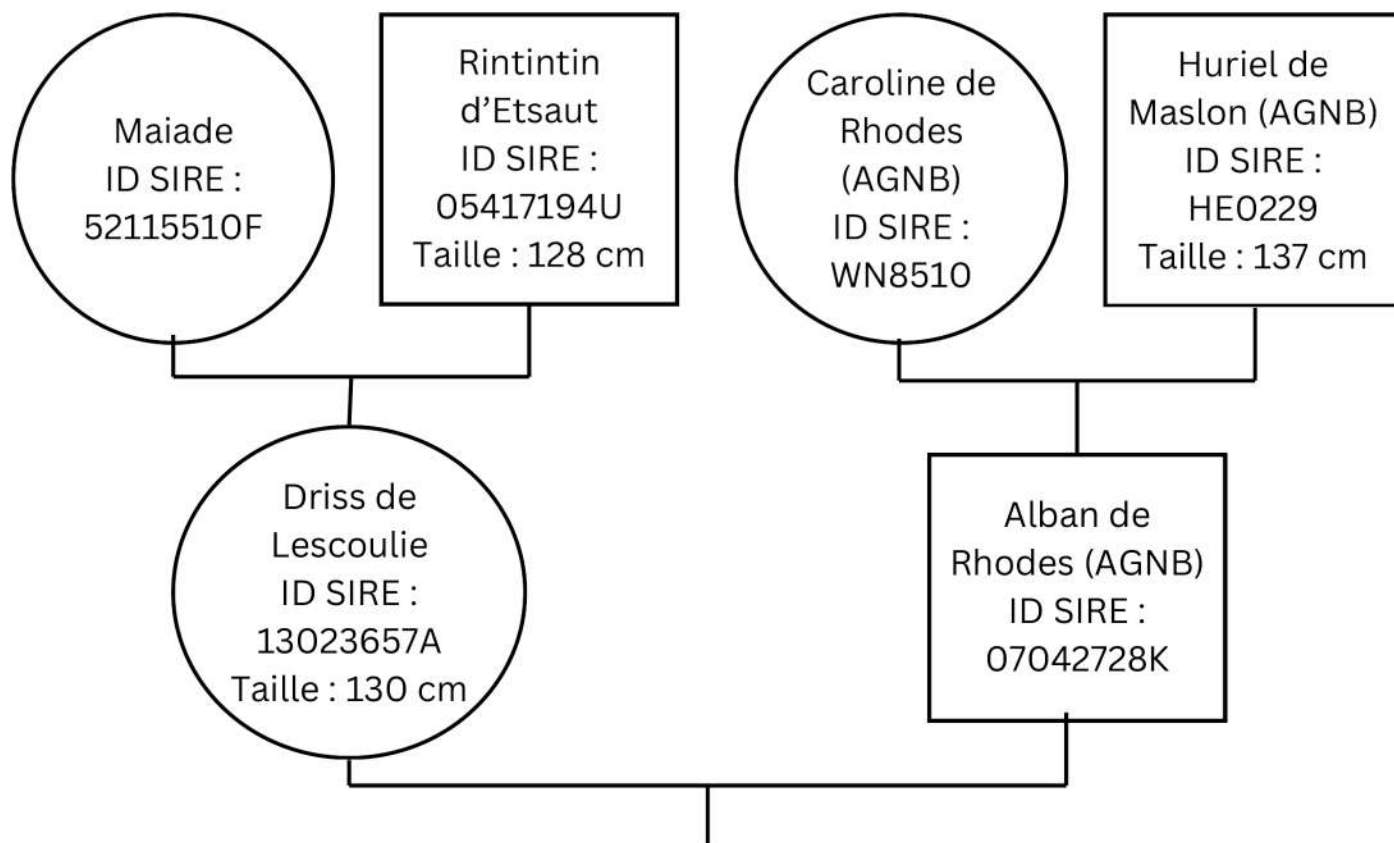 Maiade
ID SIRE :
52115510F
Rintintin
d’Etsaut
ID SIRE :
05417194U
Taille : 128 cm
Caroline de
Rhodes
(AGNB)
ID SIRE :
WN8510
Huriel de
Maslon (AGNB)
ID SIRE :
HE0229
Taille : 137 cm
Driss de
Lescoulie
ID SIRE :
13023657A
Taille : 130 cm
Alban de
Rhodes (AGNB)
ID SIRE :
07042728K